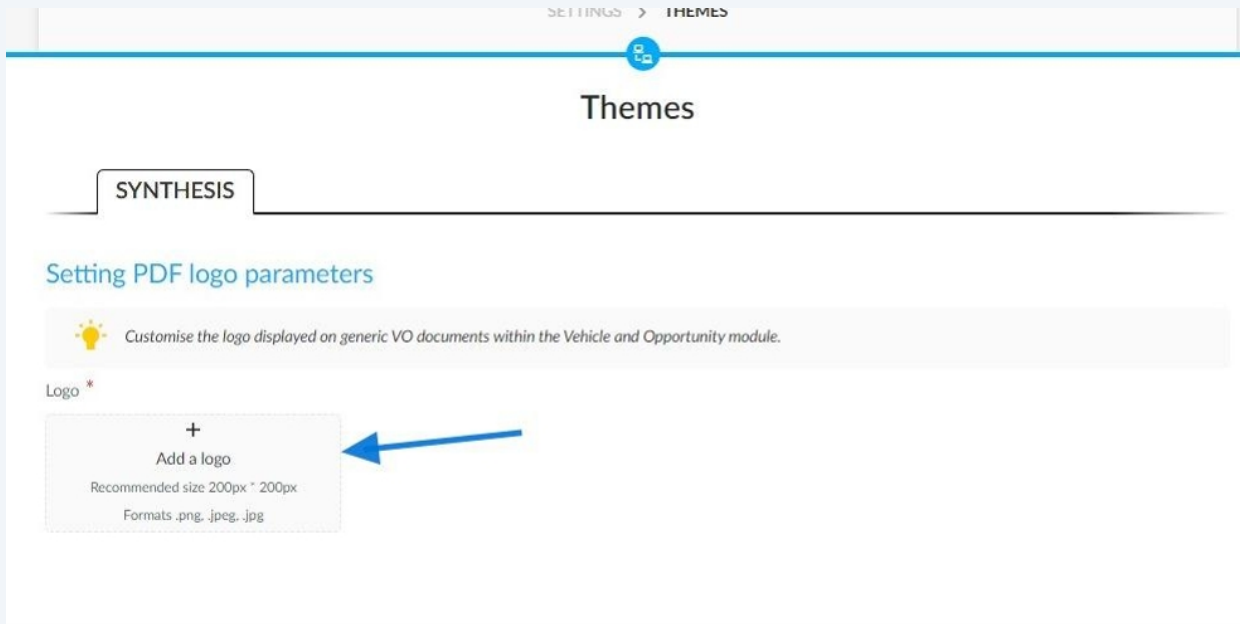 SETTINGS > THEMES
Themes
SYNTHESIS
Setting PDF logo parameters
Customise the logo displayed on generic VO documents within the Vehicle and Opportunity module.
Logo *
+
Add a logo
Recommended size 200px * 200px
Formats .png, .jpeg, .jpg